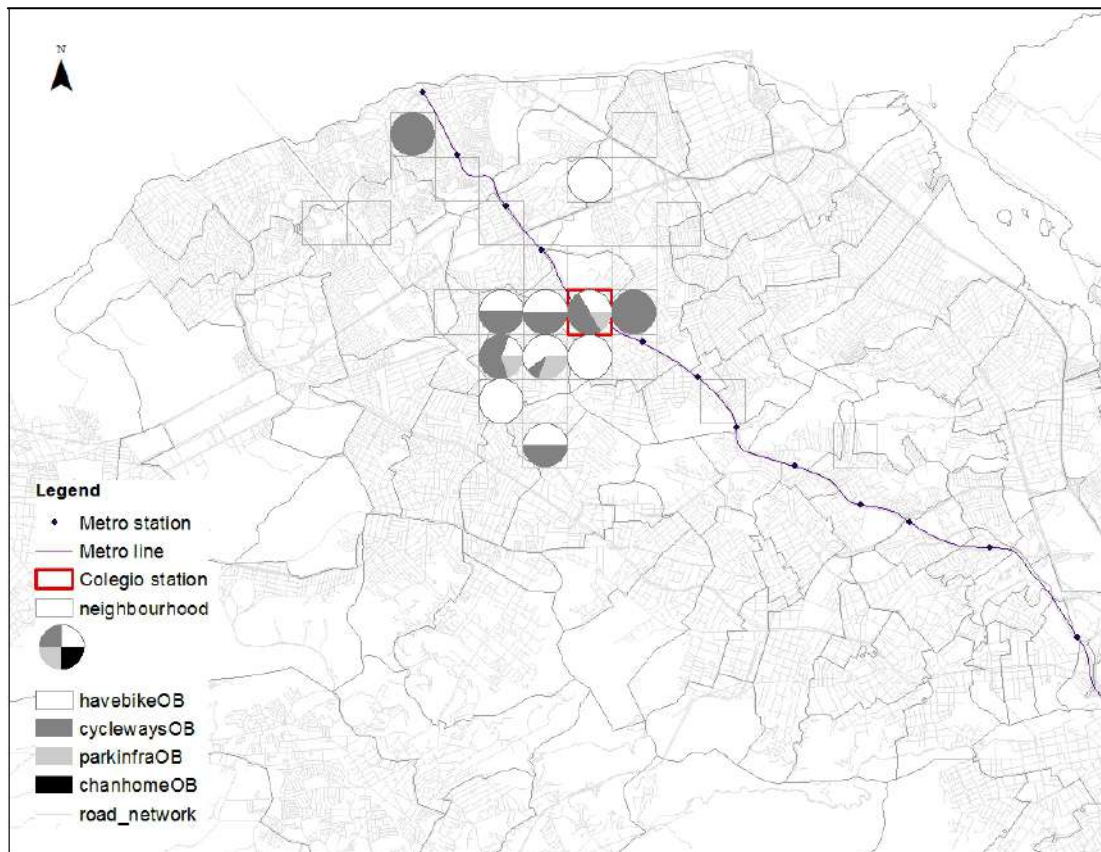 N
Legend
Metro station
Metro line
Colegio station
neighbourhood
havebikeOB
cyclewaysOB
parkinfraOB
chanhomeOB
road_network